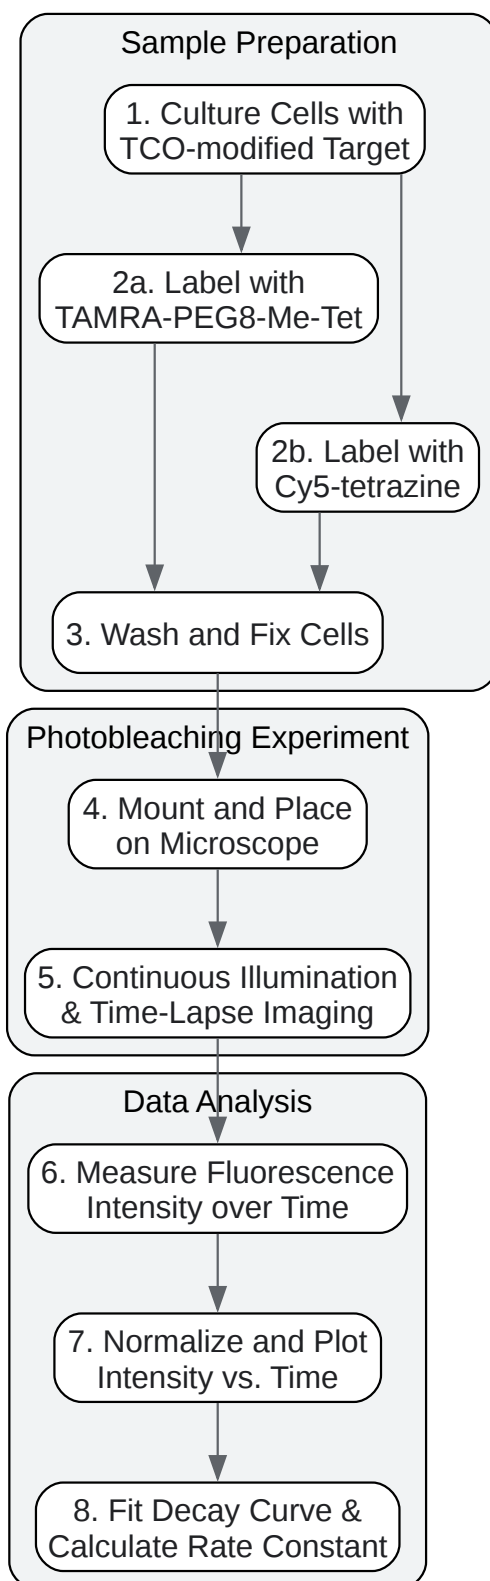 Sample Preparation
1. Culture Cells with
TCO-modified Target
2a. Label with
TAMRA-PEG8-Me-Tet
2b. Label with
Cy5-tetrazine
3. Wash and Fix Cells
Photobleaching Experiment
4. Mount and Place
on Microscope
5. Continuous Illumination
& Time-Lapse Imaging
Data Analysis
6. Measure Fluorescence
Intensity over Time
7. Normalize and Plot
Intensity vs. Time
8. Fit Decay Curve &
Calculate Rate Constant